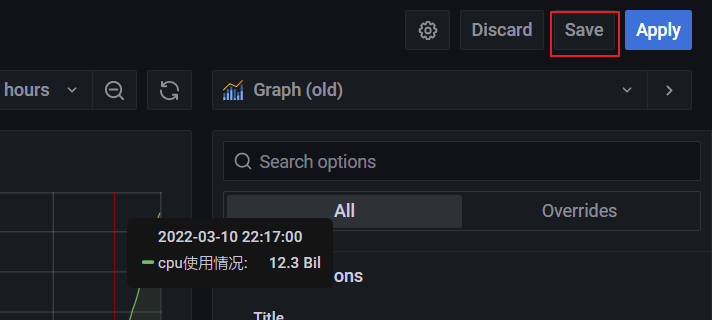 Discard Save Apply
hours Graph (old)
Search options
All Overrides
2022-03-10 22:17:00
cpu使用情况: 12.3 Bil
ons
Title